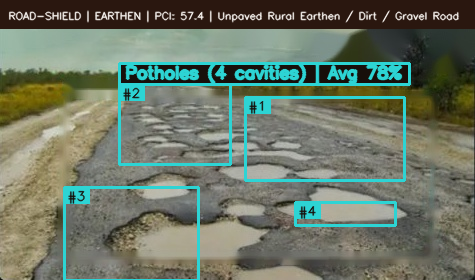 ROAD-SHIELD | EARTHEN | PCI: 57.4 | Unpaved Rural Earthen / Dirt / Gravel Road
Potholes (4 cavities) | Avg 78%
#2
#1
#3
#4